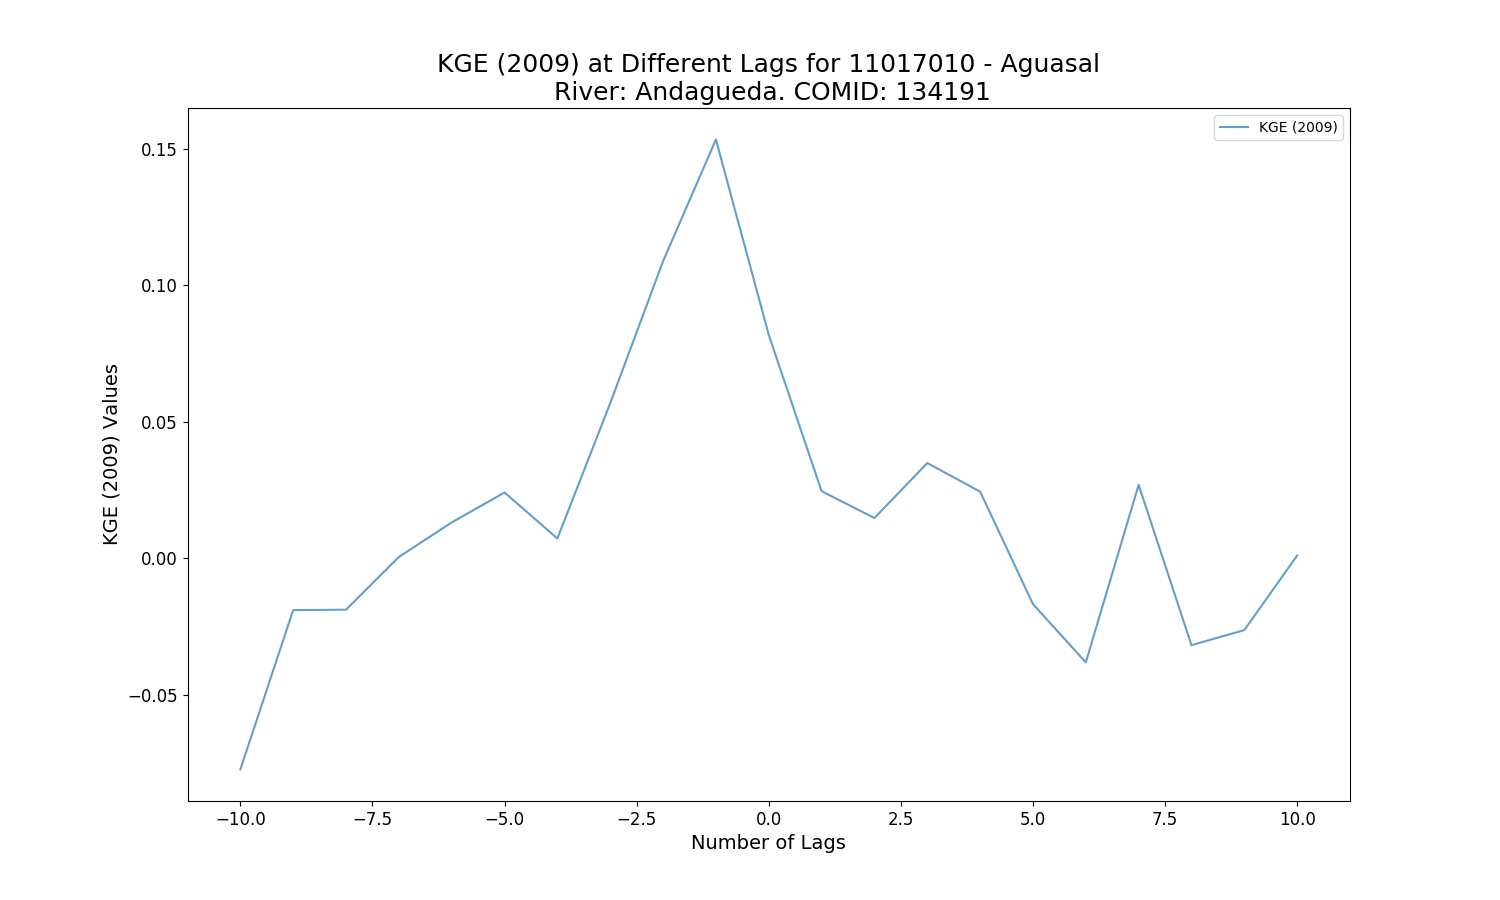 KGE (2009) at Different Lags for 11017010 - Aguasal
River: Andagueda. COMID: 134191
KGE (2009)
0.15
0.10
0.05
0.00
−0.05
KGE (2009) Values
−10.0 −7.5 −5.0 −2.5 0.0 2.5 5.0 7.5 10.0
Number of Lags